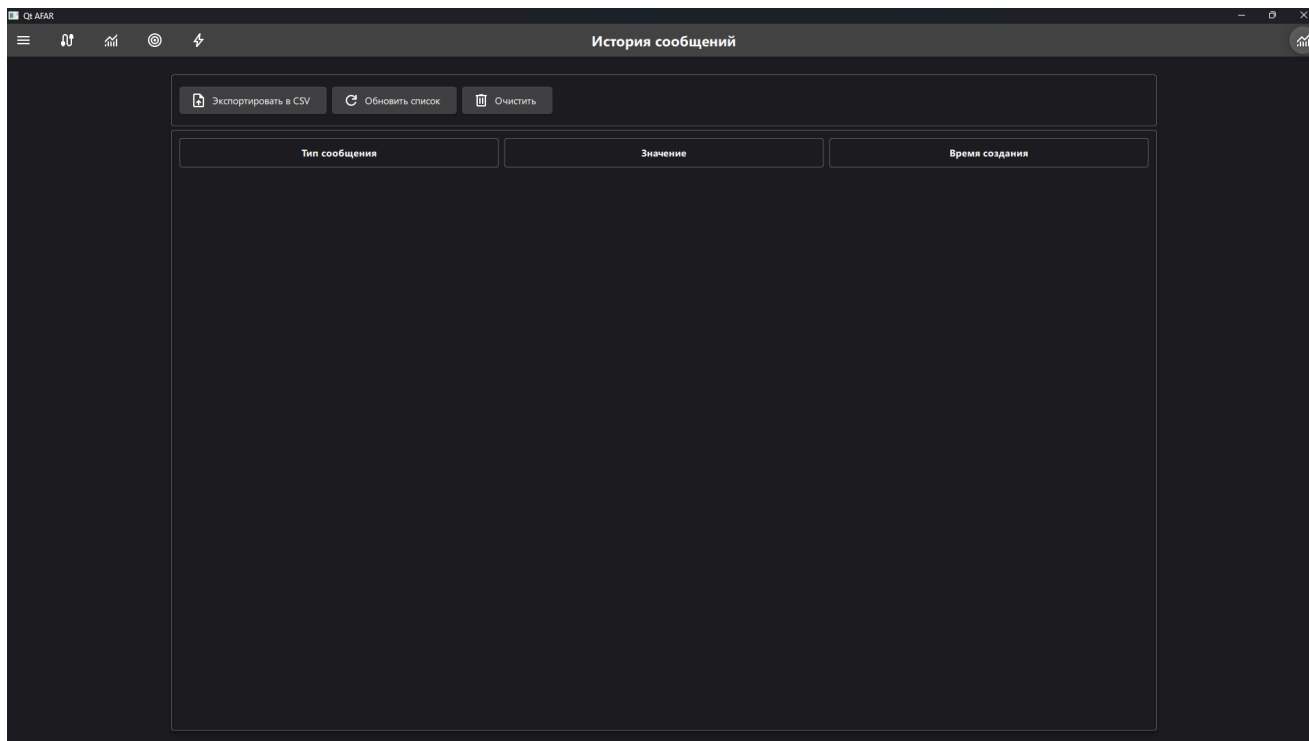 Qt AFAR
История сообщений
Экспортировать в CSV Обновить список Очистить
Тип сообщения Значение Время создания